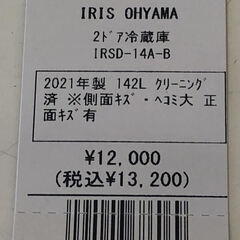 IRIS OHYAMA
2ﾄﾞｱ冷蔵庫
IRSD-14A-B
2021年製 142L ｸﾘｰﾆﾝｸﾞ
済 ※側面ｷｽﾞ・ﾍｺﾐ大 正
面ｷｽﾞ有
¥12,000
(税込¥13,200)